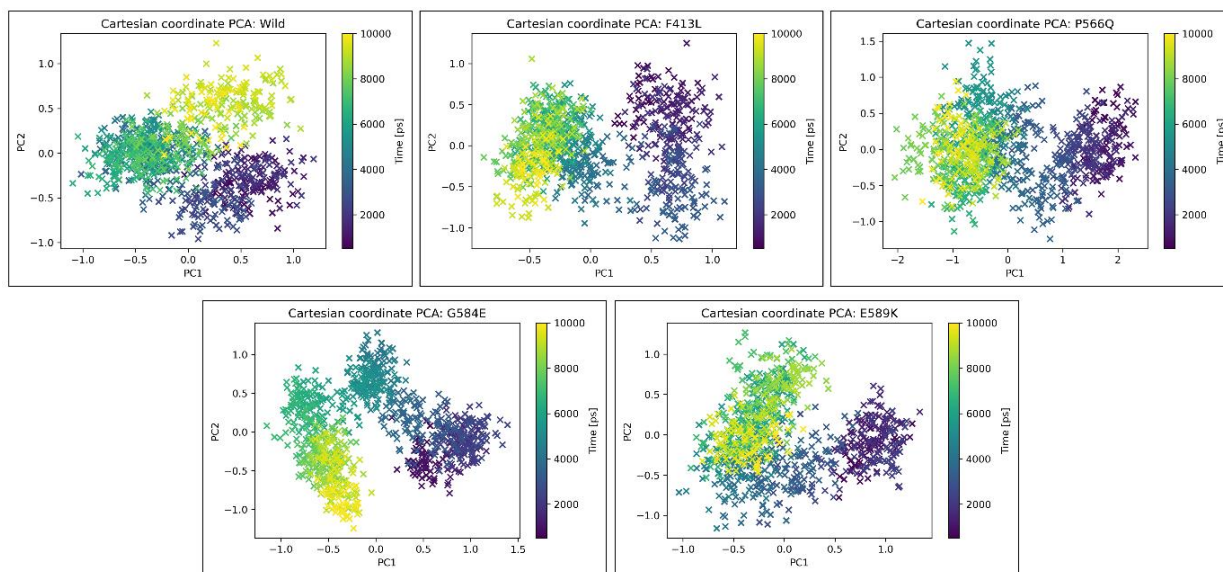 Cartesian coordinate PCA: Wild
1.0
0.5
0.0
−0.5
−1.0
PC2
−1.0 −0.5 0.0 0.5 1.0
PC1
10000
8000
6000
4000
2000
Time [ps]
Cartesian coordinate PCA: F413L
1.0
0.5
0.0
−0.5
−1.0
PC2
−0.5 0.0 0.5 1.0
PC1
10000
8000
6000
4000
2000
Time [ps]
Cartesian coordinate PCA: P566Q
1.5
1.0
0.5
0.0
−0.5
−1.0
PC2
−2 −1 0 1 2
PC1
10000
8000
6000
4000
2000
Time [ps]
Cartesian coordinate PCA: G584E
1.0
0.5
0.0
−0.5
−1.0
PC2
−1.0 −0.5 0.0 0.5 1.0 1.5
PC1
10000
8000
6000
4000
2000
Time [ps]
Cartesian coordinate PCA: E589K
1.0
0.5
0.0
−0.5
−1.0
PC2
−1.0 −0.5 0.0 0.5 1.0
PC1
10000
8000
6000
4000
2000
Time [ps]